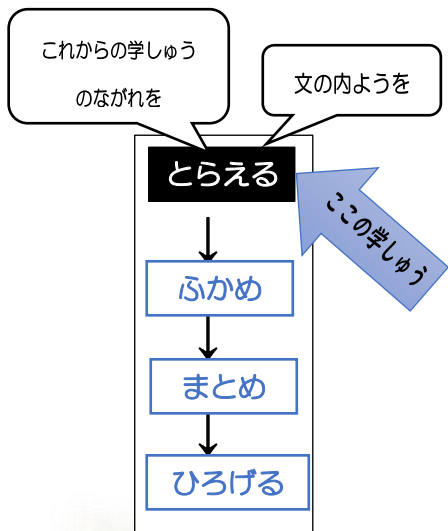 これからの学しゅう
のながれを
文の内ようを
とらえる
ここの学しゅう
ふかめ
まとめ
ひろげる